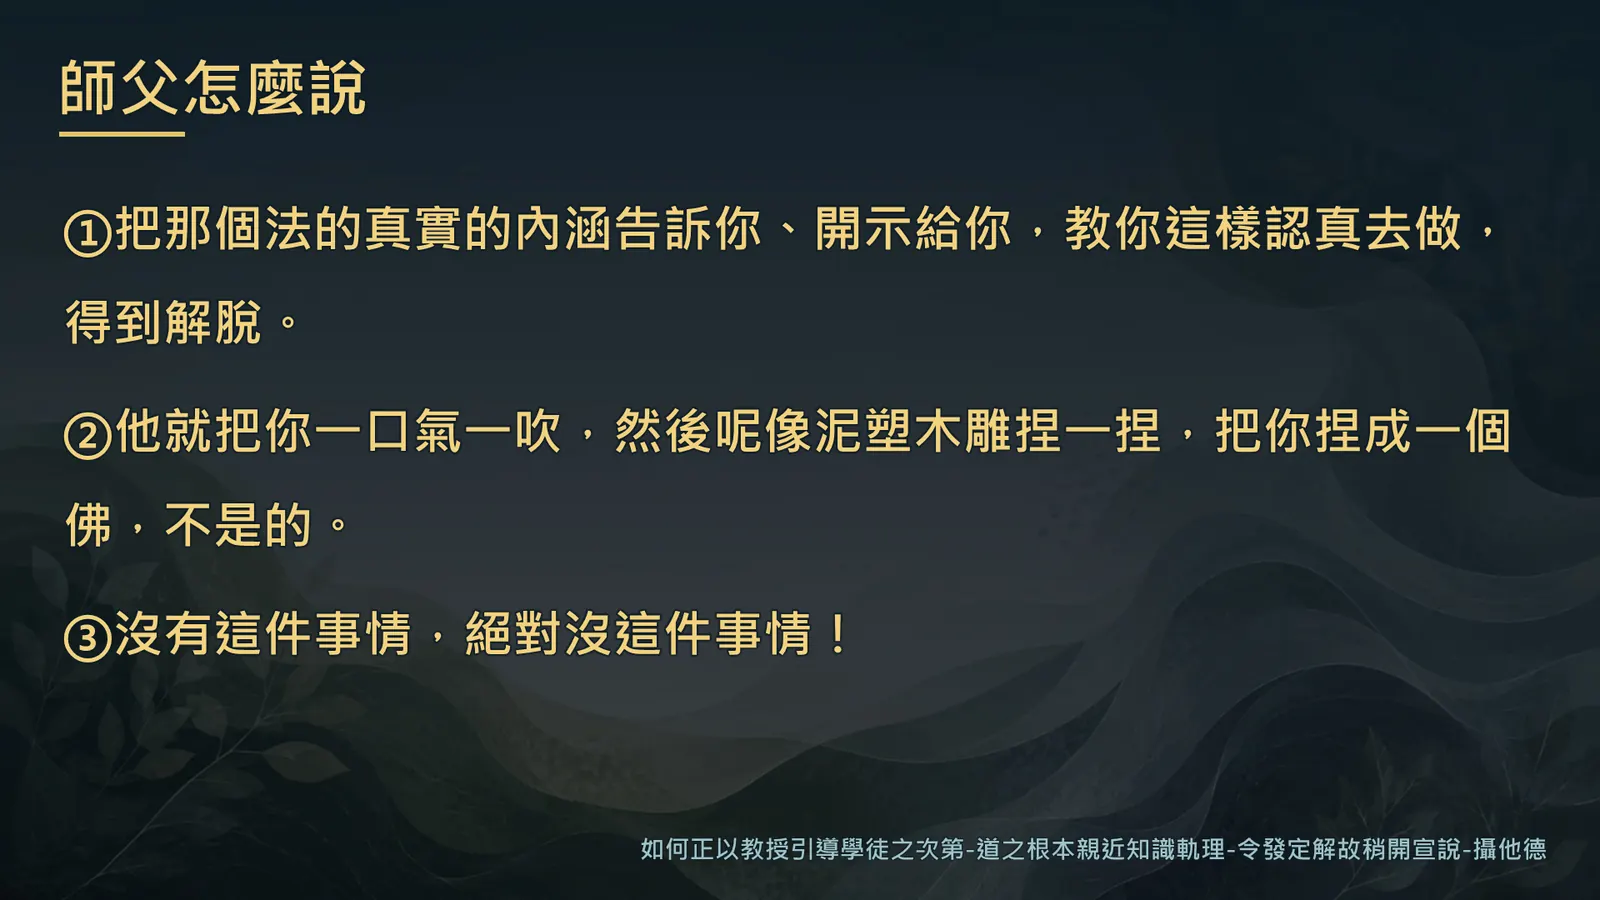 師父怎麼說
①把那個法的真實的內涵告訴你、開示給你，教你這樣認真去做，
得到解脫。
②他就把你一口氣一吹，然後呢像泥塑木雕捏一捏，把你捏成一個
佛，不是的。
③沒有這件事情，絕對沒這件事情！
如何正以教授引導學徒之次第-道之根本親近知識軌理-令發定解故稍開宣說-攝他德